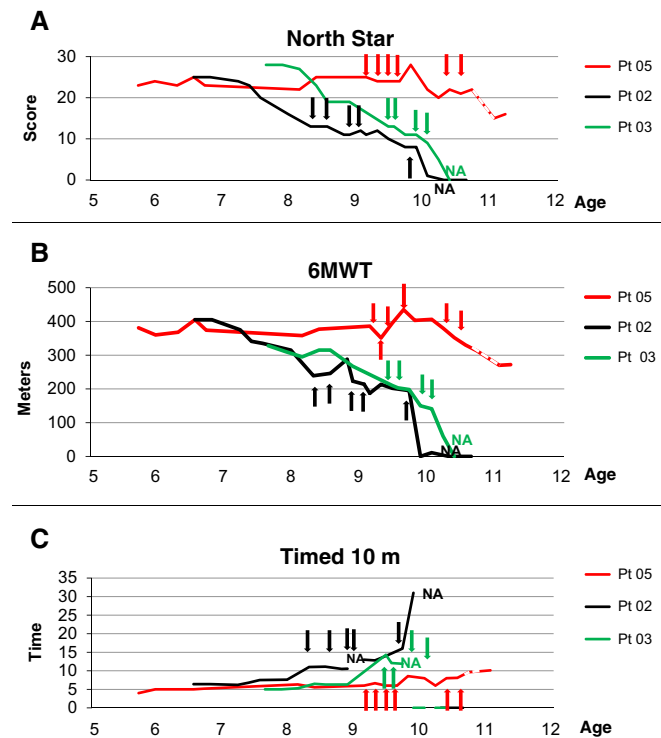 A
North Star
30
20
10
0
Score
5 6 7 8 9 10 11 12 Age
NA
NA
Pt 05
Pt 02
Pt 03
B
6MWT
500
400
300
200
100
0
Meters
5 6 7 8 9 10 11 12 Age
NA
NA
Pt 05
Pt 02
Pt 03
C
Timed 10 m
35
30
25
20
15
10
5
0
Time
5 6 7 8 9 10 11 12 Age
NA
NA
NA
Pt 05
Pt 02
Pt 03